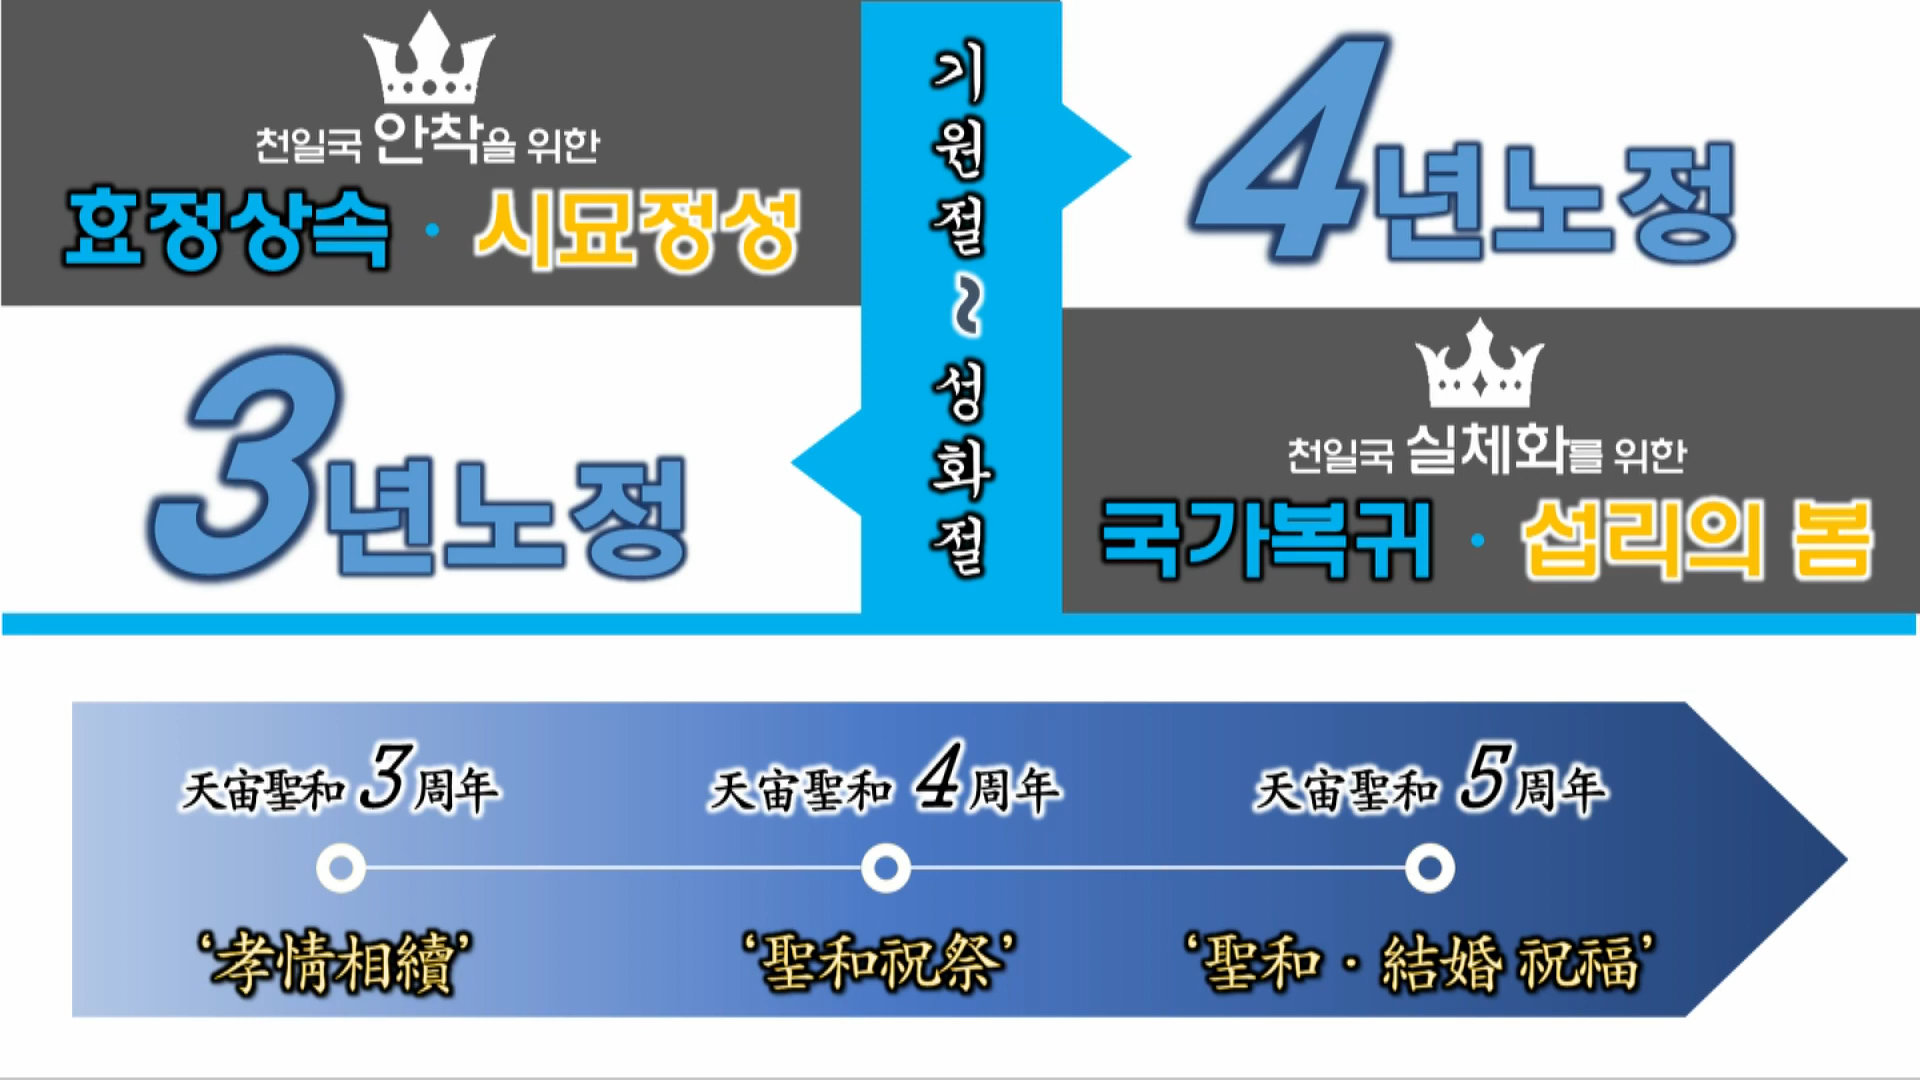 천일국 안착을 위한
효정상속 · 시묘정성
3년노정
기원절~성화절
4년노정
천일국 실체화를 위한
국가복귀 · 섭리의 봄
天宙聖和 3周年
天宙聖和 4周年
天宙聖和 5周年
‘孝情相續’
‘聖和祝祭’
‘聖和 · 結婚 祝福’